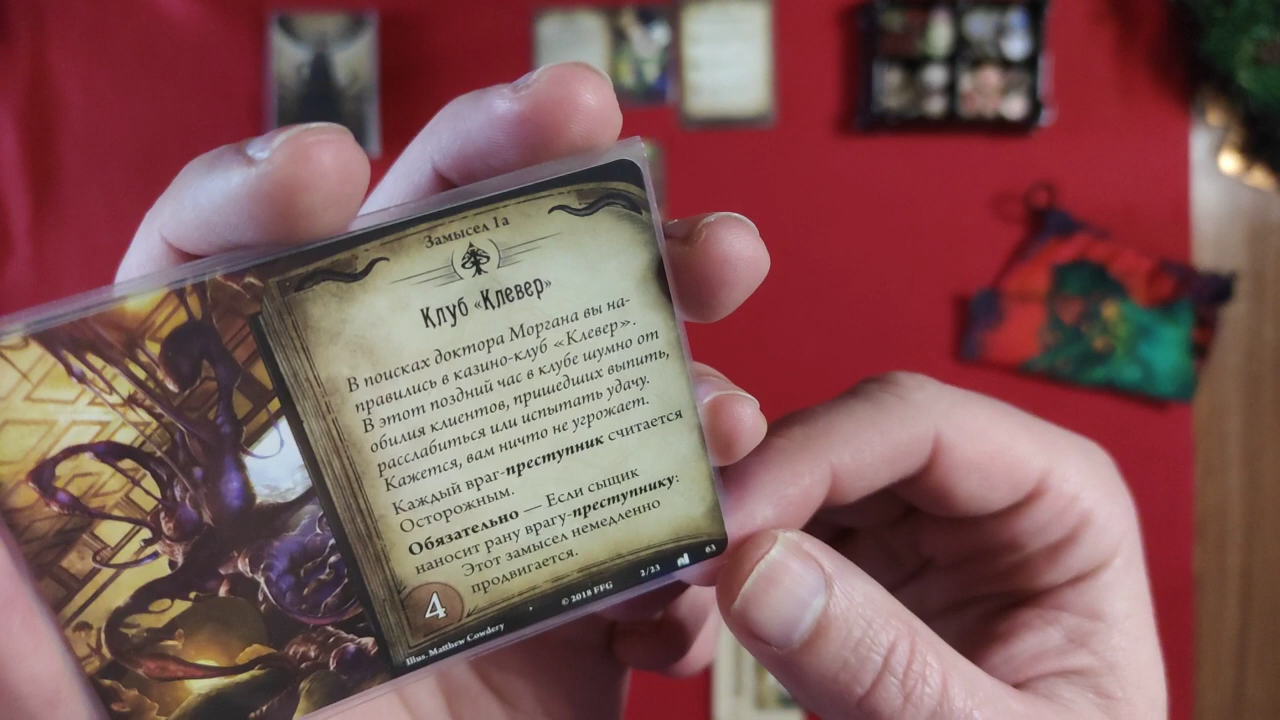 Замысел 1а
Клуб «Клевер»
В поисках доктора Моргана вы на-
правились в казино-клуб «Клевер».
В этот поздний час в клубе шумно от
обилия клиентов, пришедших выпить,
расслабиться или испытать удачу.
Кажется, вам ничто не угрожает.
Каждый враг-преступник считается
Осторожным.
Обязательно — Если сыщик
наносит рану врагу-преступнику:
Этот замысел немедленно
продвигается.
4
Illus. Matthew Cowdery
© 2018 FFG
2/23
63